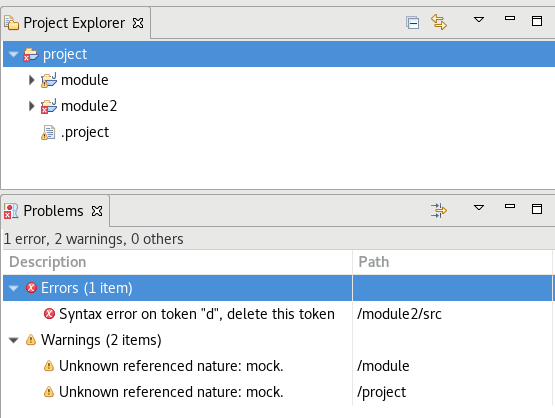 Project Explorer
project
module
module2
.project
Problems
1 error, 2 warnings, 0 others
Description Path
Errors (1 item)
Syntax error on token "d", delete this token /module2/src
Warnings (2 items)
Unknown referenced nature: mock. /module
Unknown referenced nature: mock. /project